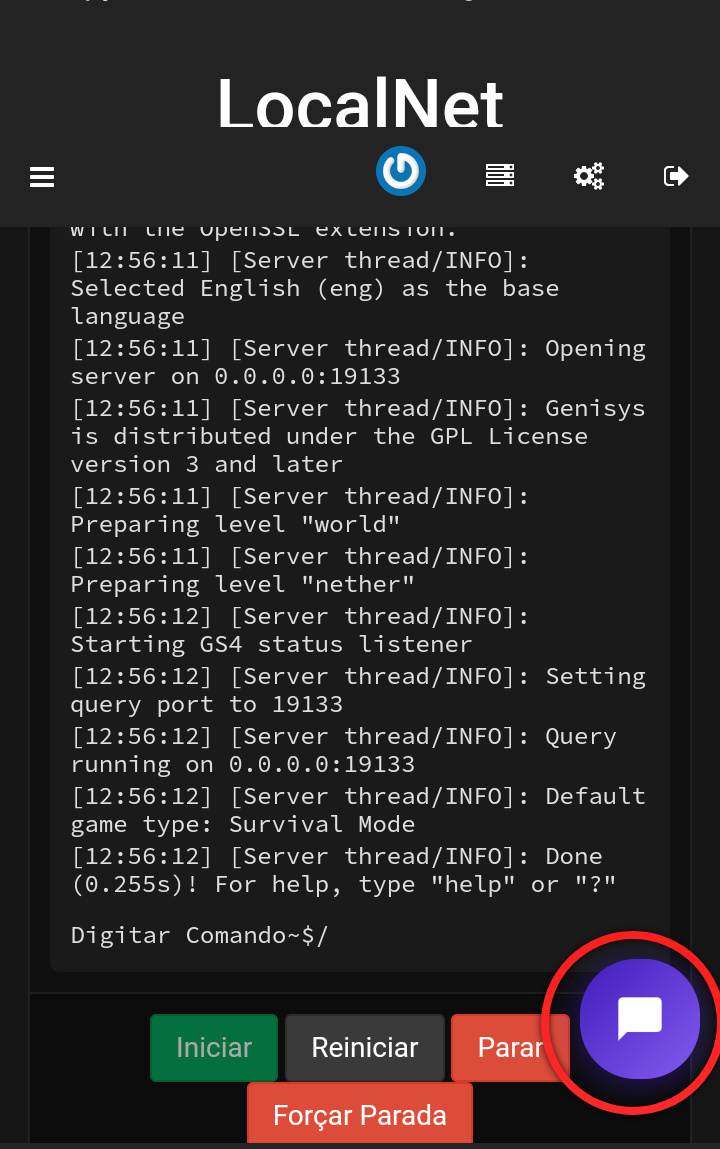 LocalNet
with the OpenSSL extension.
[12:56:11] [Server thread/INFO]:
Selected English (eng) as the base
language
[12:56:11] [Server thread/INFO]: Opening
server on 0.0.0.0:19133
[12:56:11] [Server thread/INFO]: Genisys
is distributed under the GPL License
version 3 and later
[12:56:11] [Server thread/INFO]:
Preparing level "world"
[12:56:11] [Server thread/INFO]:
Preparing level "nether"
[12:56:12] [Server thread/INFO]:
Starting GS4 status listener
[12:56:12] [Server thread/INFO]: Setting
query port to 19133
[12:56:12] [Server thread/INFO]: Query
running on 0.0.0.0:19133
[12:56:12] [Server thread/INFO]: Default
game type: Survival Mode
[12:56:12] [Server thread/INFO]: Done
(0.255s)! For help, type "help" or "?"
Digitar Comando~$/
Iniciar Reiniciar Parar
Forçar Parada